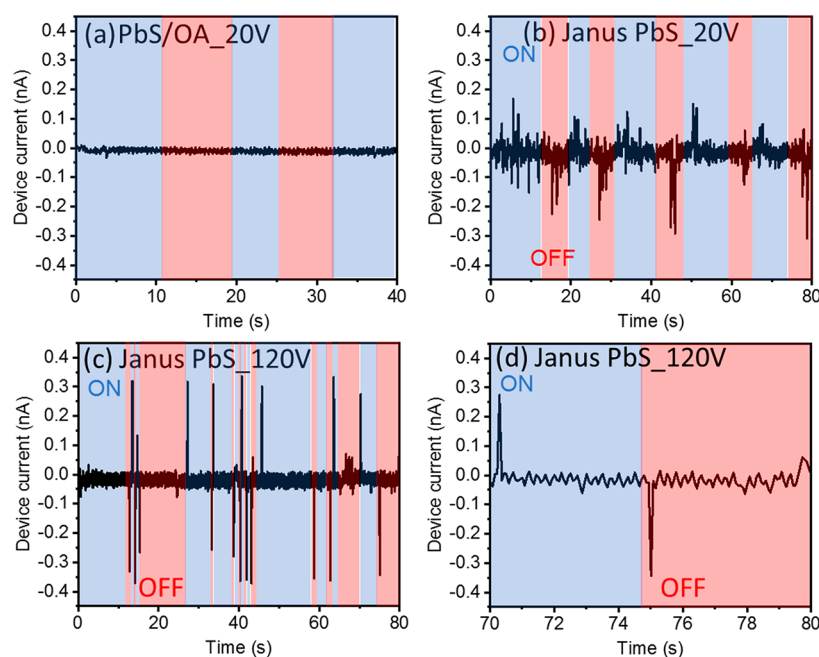 (a) PbS/OA_20V
0.4
0.3
0.2
0.1
0.0
-0.1
-0.2
-0.3
-0.4
Device current (nA)
0 10 20 30 40
Time (s)
(b) Janus PbS_20V
ON
OFF
0.4
0.3
0.2
0.1
0.0
-0.1
-0.2
-0.3
-0.4
Device current (nA)
0 20 40 60 80
Time (s)
(c) Janus PbS_120V
ON
OFF
0.4
0.3
0.2
0.1
0.0
-0.1
-0.2
-0.3
-0.4
Device current (nA)
0 20 40 60 80
Time (s)
(d) Janus PbS_120V
ON
OFF
0.4
0.3
0.2
0.1
0.0
-0.1
-0.2
-0.3
-0.4
Device current (nA)
70 72 74 76 78 80
Time (s)